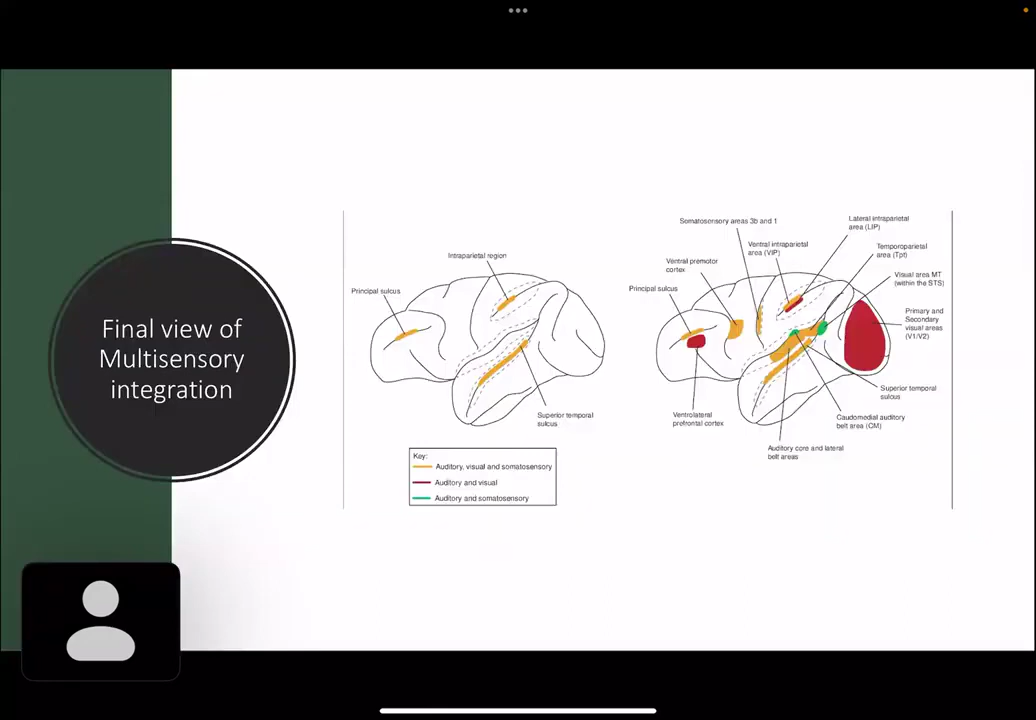 Final view of
Multisensory
integration
Intraparietal region
Principal sulcus
Superior temporal
sulcus
Key:
Auditory, visual and somatosensory
Auditory and visual
Auditory and somatosensory
Somatosensory areas 3b and 1
Lateral intraparietal
area (LIP)
Ventral intraparietal
area (VIP)
Temporoparietal
area (Tpt)
Ventral premotor
cortex
Visual area MT
(within the STS)
Principal sulcus
Primary and
Secondary
visual areas
(V1/V2)
Superior temporal
sulcus
Ventrolateral
prefrontal cortex
Caudomedial auditory
belt area (CM)
Auditory core and lateral
belt areas